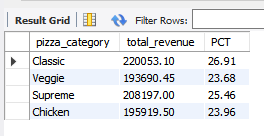 Result Grid Filter Rows:
pizza_category total_revenue PCT
Classic 220053.10 26.91
Veggie 193690.45 23.68
Supreme 208197.00 25.46
Chicken 195919.50 23.96